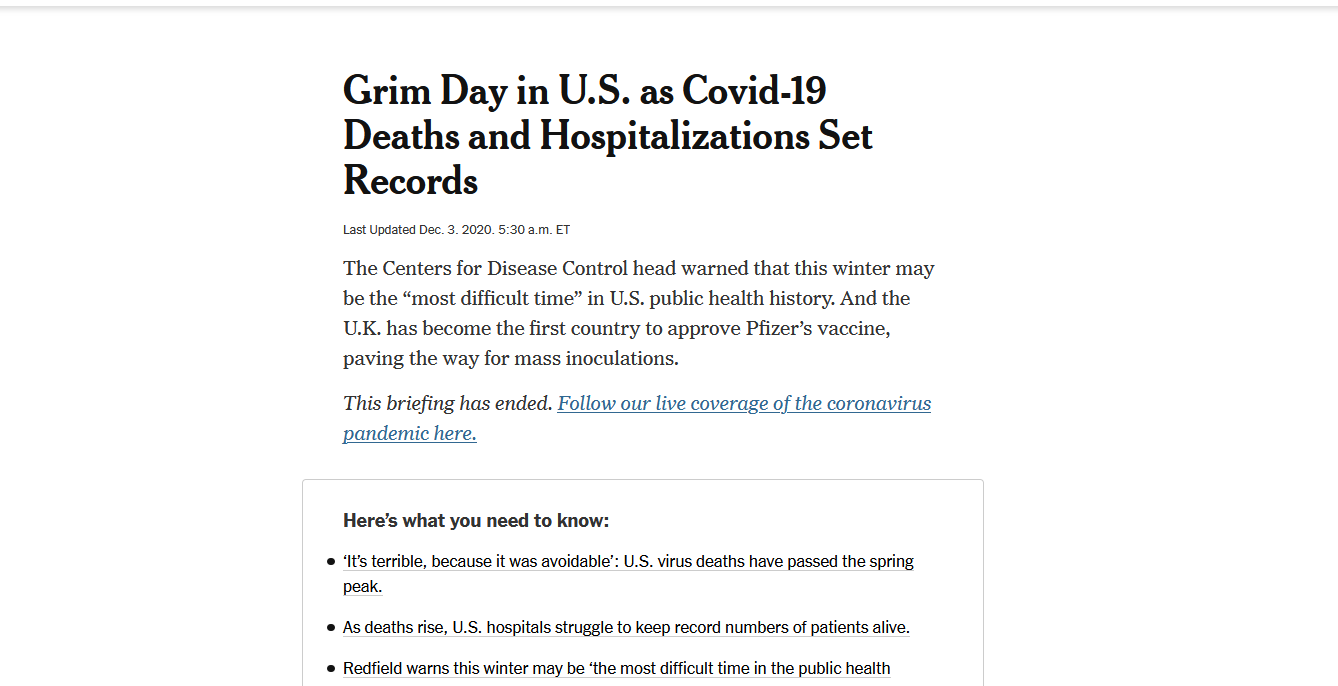 Grim Day in U.S. as Covid-19
Deaths and Hospitalizations Set
Records
Last Updated Dec. 3. 2020. 5:30 a.m. ET
The Centers for Disease Control head warned that this winter may
be the “most difficult time” in U.S. public health history. And the
U.K. has become the first country to approve Pfizer’s vaccine,
paving the way for mass inoculations.
This briefing has ended. Follow our live coverage of the coronavirus
pandemic here.
Here’s what you need to know:
‘It’s terrible, because it was avoidable’: U.S. virus deaths have passed the spring
peak.
As deaths rise, U.S. hospitals struggle to keep record numbers of patients alive.
Redfield warns this winter may be ‘the most difficult time in the public health